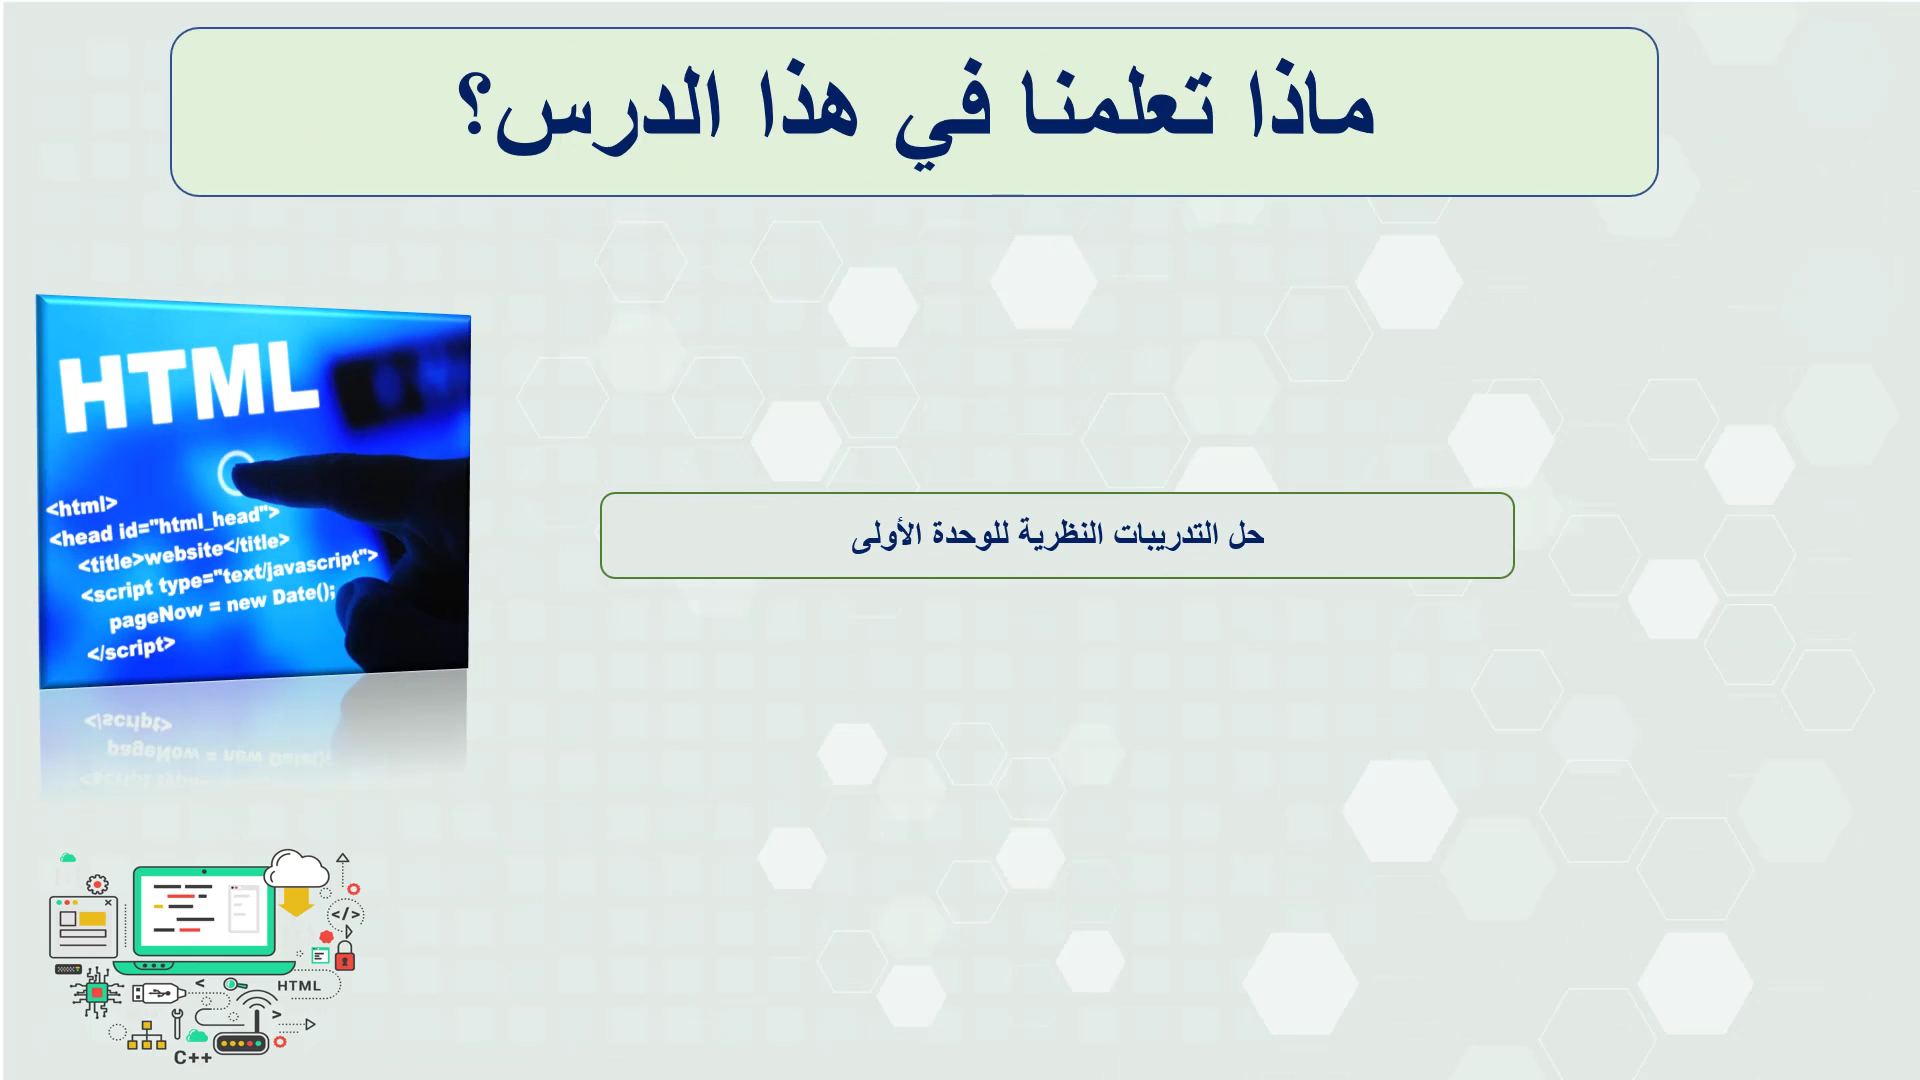 ماذا تعلمنا في هذا الدرس؟
حل التدريبات النظرية للوحدة الأولى
HTML
<html>
<head id="html_head">
<title>website</title>
<script type="text/javascript">
pageNow = new Date();
</script>
</>
HTML
C++